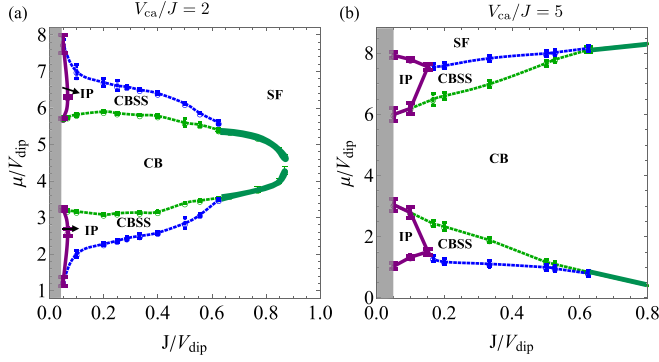 (a)
V_ca/J = 2
μ/V_dip
8
7
6
5
4
3
2
1
SF
IP
CBSS
CB
CBSS
IP
0.0 0.2 0.4 0.6 0.8 1.0
J/V_dip
(b)
V_ca/J = 5
μ/V_dip
8
6
4
2
0
SF
IP
CBSS
CB
IP
CBSS
0.0 0.2 0.4 0.6 0.8
J/V_dip